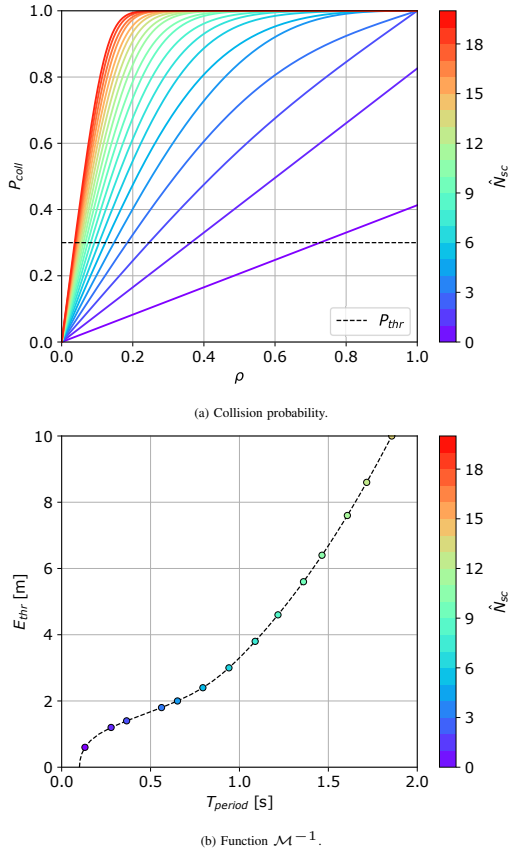 1.0
0.8
0.6
0.4
0.2
0.0
P_coll
0.0 0.2 0.4 0.6 0.8 1.0
ρ
P_thr
18
15
12
9
6
3
0
N̂_sc
(a) Collision probability.
10
8
6
4
2
0
E_thr [m]
0.0 0.5 1.0 1.5 2.0
T_period [s]
18
15
12
9
6
3
0
N̂_sc
(b) Function ℳ⁻¹.